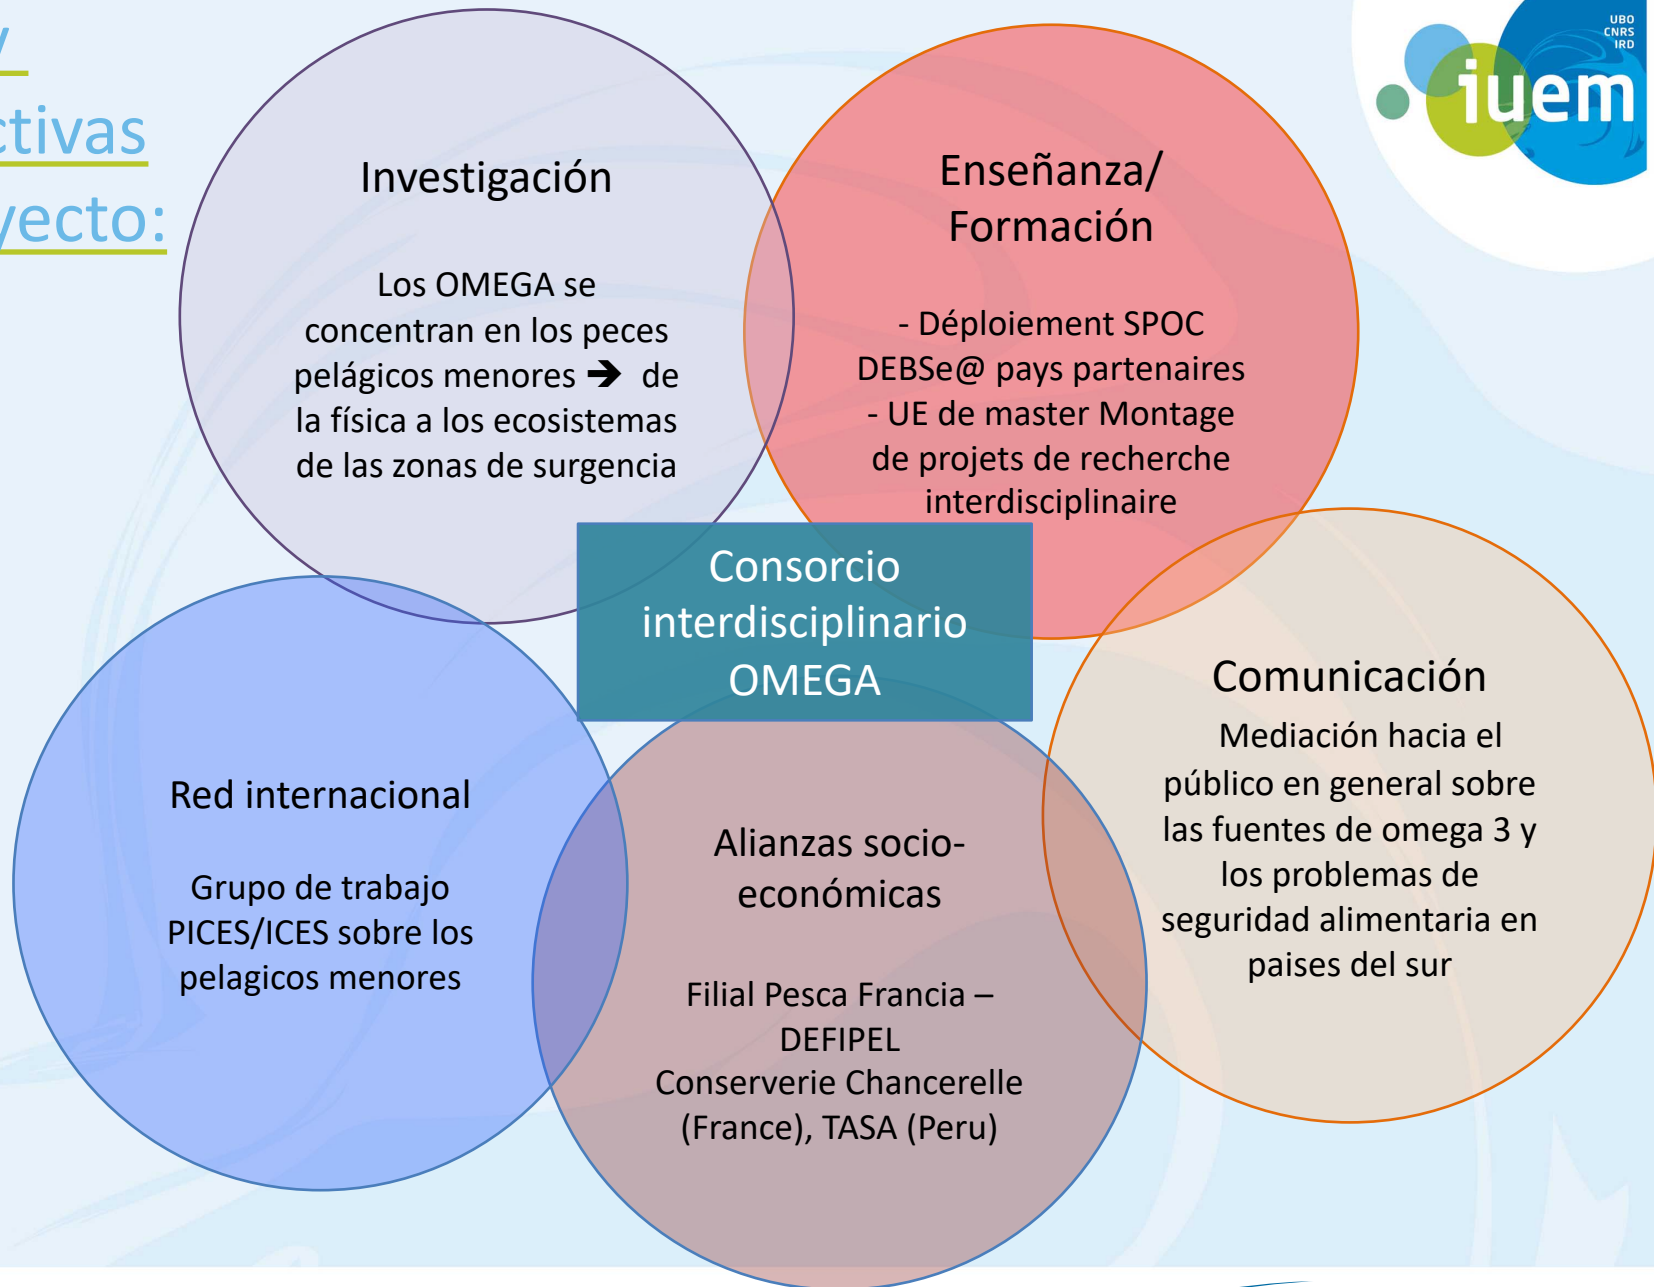 y
ctivas
yecto:
UBO
CNRS
IRD
iuem
Investigación
Los OMEGA se
concentran en los peces
pelágicos menores ➔ de
la física a los ecosistemas
de las zonas de surgencia
Enseñanza/
Formación
- Déploiement SPOC
DEBSe@ pays partenaires
- UE de master Montage
de projets de recherche
interdisciplinaire
Consorcio
interdisciplinario
OMEGA
Comunicación
Mediación hacia el
público en general sobre
las fuentes de omega 3 y
los problemas de
seguridad alimentaria en
paises del sur
Red internacional
Grupo de trabajo
PICES/ICES sobre los
pelagicos menores
Alianzas socio-
económicas
Filial Pesca Francia –
DEFIPEL
Conserverie Chancerelle
(France), TASA (Peru)